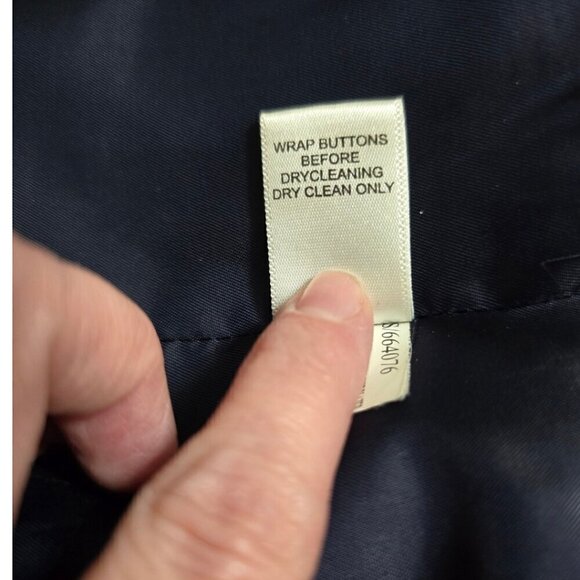 WRAP BUTTONS
BEFORE
DRYCLEANING
DRY CLEAN ONLY
S/664076